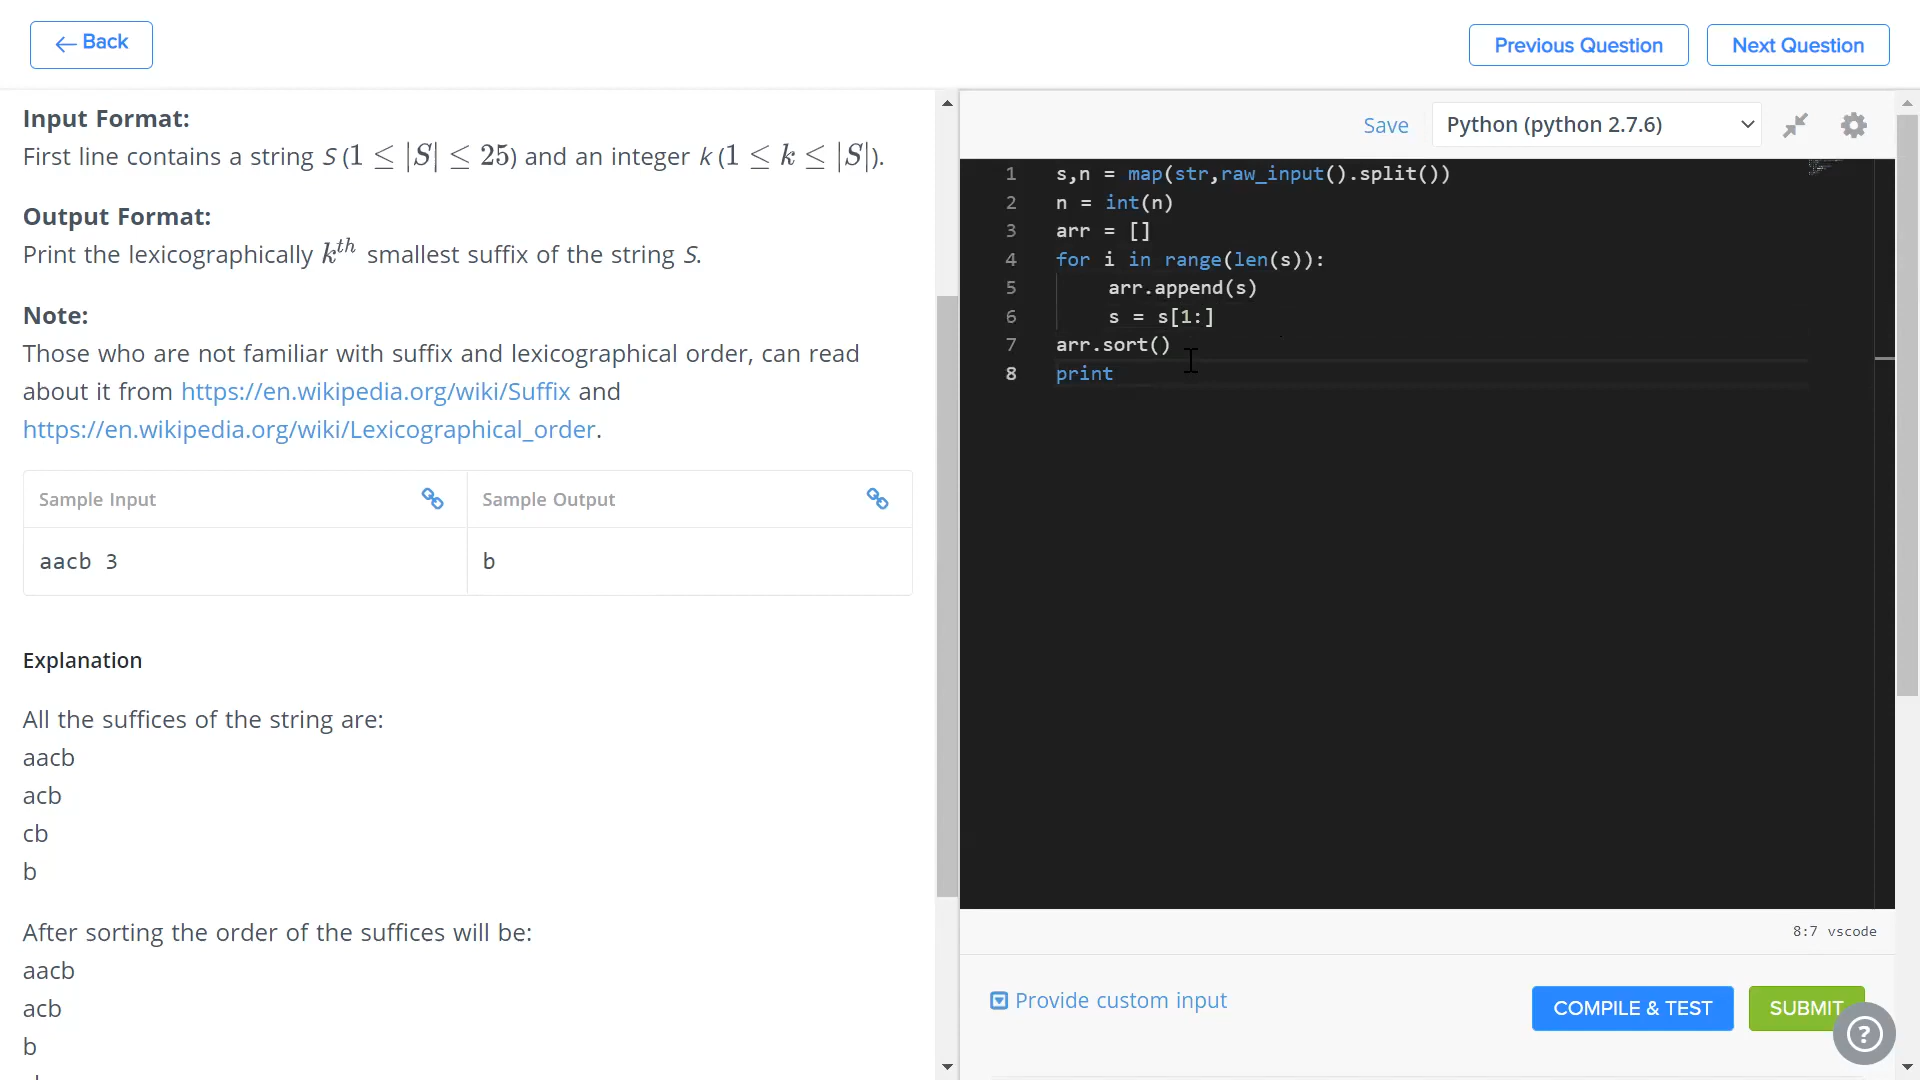 ← Back
Previous Question
Next Question
Input Format:
First line contains a string S (1 ≤ |S| ≤ 25) and an integer k (1 ≤ k ≤ |S|).
Output Format:
Print the lexicographically kth smallest suffix of the string S.
Note:
Those who are not familiar with suffix and lexicographical order, can read
about it from https://en.wikipedia.org/wiki/Suffix and
https://en.wikipedia.org/wiki/Lexicographical_order.
Sample Input
Sample Output
aacb 3
b
Explanation
All the suffices of the string are:
aacb
acb
cb
b
After sorting the order of the suffices will be:
aacb
acb
b
Save
Python (python 2.7.6)
1 s,n = map(str,raw_input().split())
2 n = int(n)
3 arr = []
4 for i in range(len(s)):
5 arr.append(s)
6 s = s[1:]
7 arr.sort()
8 print
8:7 vscode
Provide custom input
COMPILE & TEST
SUBMIT
?